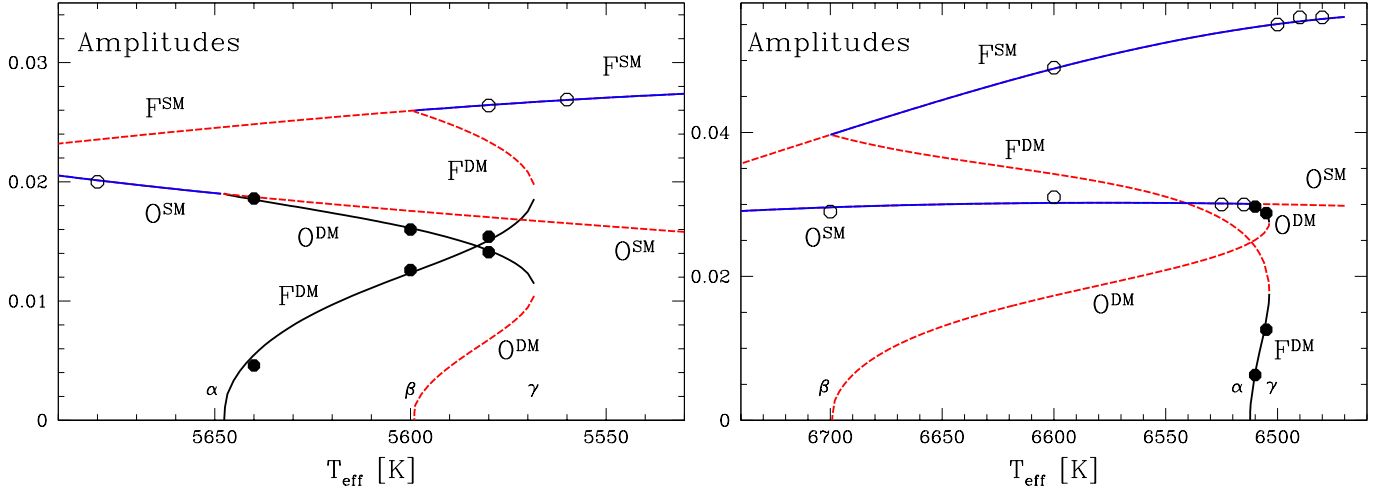 Amplitudes
F^SM
F^SM
0.03
F^DM
0.02
O^SM
O^DM
O^SM
F^DM
0.01
O^DM
α β γ
0
5650 5600 5550
T_eff [K]
Amplitudes
F^SM
0.04
F^DM
O^SM
O^SM
O^DM
0.02
O^DM
F^DM
β α γ
0
6700 6650 6600 6550 6500
T_eff [K]